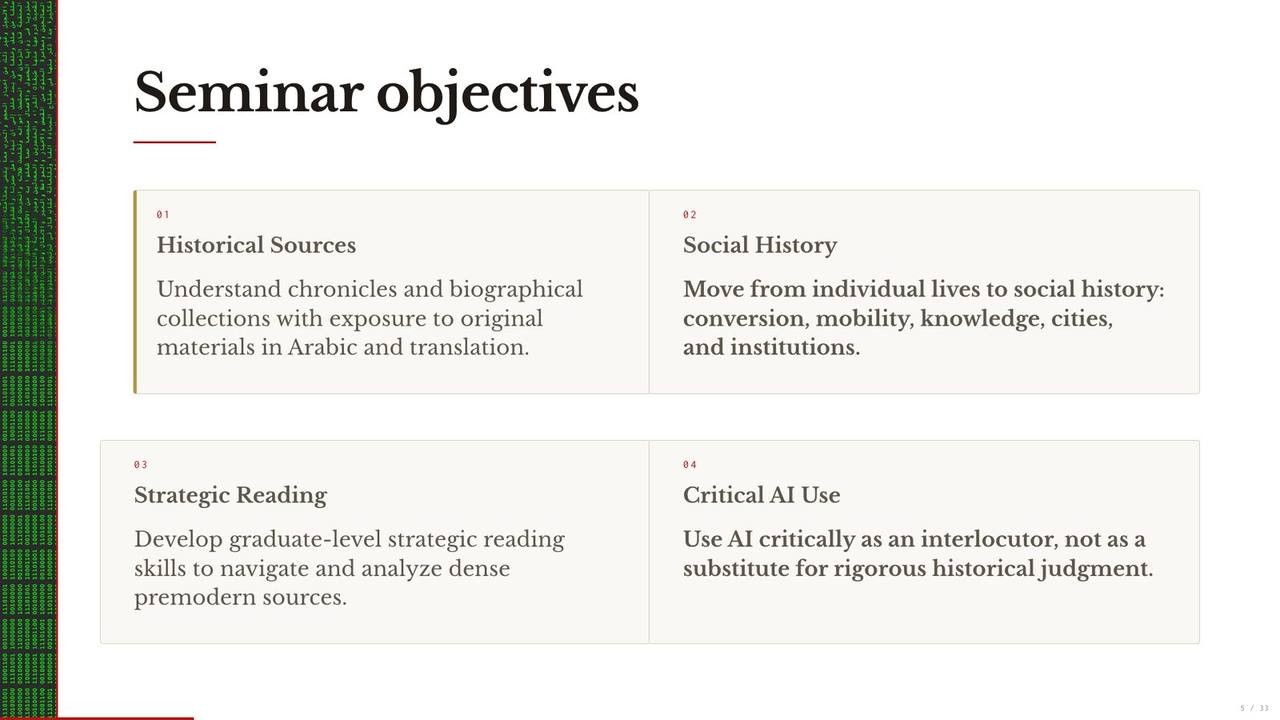 Seminar objectives
01
Historical Sources
Understand chronicles and biographical
collections with exposure to original
materials in Arabic and translation.
02
Social History
Move from individual lives to social history:
conversion, mobility, knowledge, cities,
and institutions.
03
Strategic Reading
Develop graduate-level strategic reading
skills to navigate and analyze dense
premodern sources.
04
Critical AI Use
Use AI critically as an interlocutor, not as a
substitute for rigorous historical judgment.
5 / 33